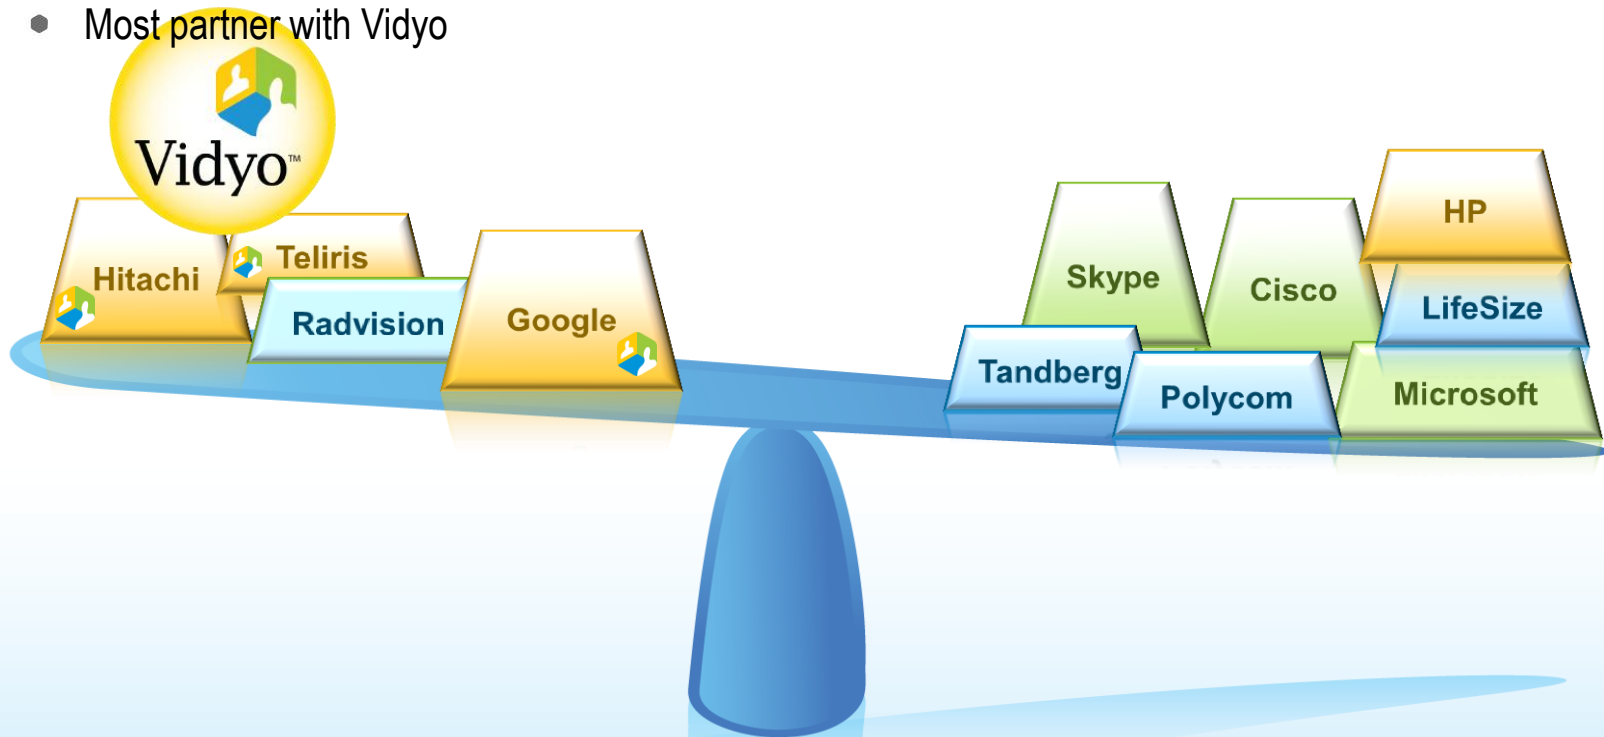 Most partner with Vidyo
Vidyo™
Hitachi
Teliris
Radvision
Google
Skype
Cisco
HP
LifeSize
Tandberg
Polycom
Microsoft